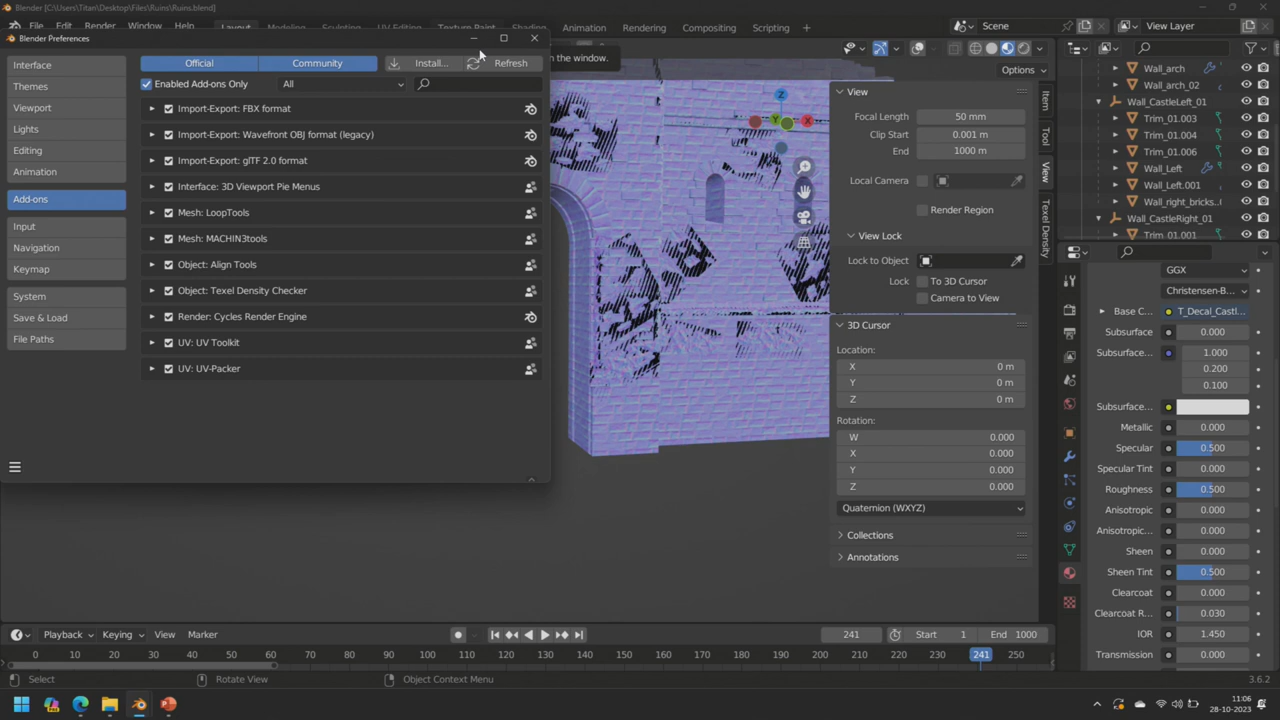 Blender [C:\Users\Titan\Desktop\Files\Ruins\Ruins.blend]
File Edit Render Window Help Layout Modeling Sculpting UV Editing Texture Paint Shading Animation Rendering Compositing Scripting Scene View Layer
Blender Preferences
in the window.
Options
Interface
Themes
Viewport
Lights
Editing
Animation
Add-ons
Input
Navigation
Keymap
System
Save & Load
File Paths
Official Community Install... Refresh
Enabled Add-ons Only All
Import-Export: FBX format
Import-Export: Wavefront OBJ format (legacy)
Import-Export: glTF 2.0 format
Interface: 3D Viewport Pie Menus
Mesh: LoopTools
Mesh: MACHIN3tools
Object: Align Tools
Object: Texel Density Checker
Render: Cycles Render Engine
UV: UV Toolkit
UV: UV-Packer
Z
Y
X
View
Focal Length 50 mm
Clip Start 0.001 m
End 1000 m
Local Camera
Render Region
View Lock
Lock to Object
Lock To 3D Cursor
Camera to View
3D Cursor
Location:
X 0 m
Y 0 m
Z 0 m
Rotation:
W 0.000
X 0.000
Y 0.000
Z 0.000
Quaternion (WXYZ)
Collections
Annotations
Item
Tool
View
Texel Density
Wall_arch
Wall_arch_02
Wall_CastleLeft_01
Trim_01.003
Trim_01.004
Trim_01.006
Wall_Left
Wall_Left.001
Wall_right_bricks..
Wall_CastleRight_01
Trim_01.001
GGX
Christensen-B...
Base C... T_Decal_Castl...
Subsurface 0.000
Subsurface... 1.000
0.200
0.100
Subsurface...
Metallic 0.000
Specular 0.500
Specular Tint 0.000
Roughness 0.500
Anisotropic 0.000
Anisotropic... 0.000
Sheen 0.000
Sheen Tint 0.500
Clearcoat 0.000
Clearcoat R... 0.030
IOR 1.450
Transmission 0.000
Playback Keying View Marker 241 Start 1 End 1000
0 10 20 30 40 50 60 70 80 90 100 110 120 130 140 150 160 170 180 190 200 210 220 230 241 250
Select Rotate View Object Context Menu 3.6.2
11:06
28-10-2023